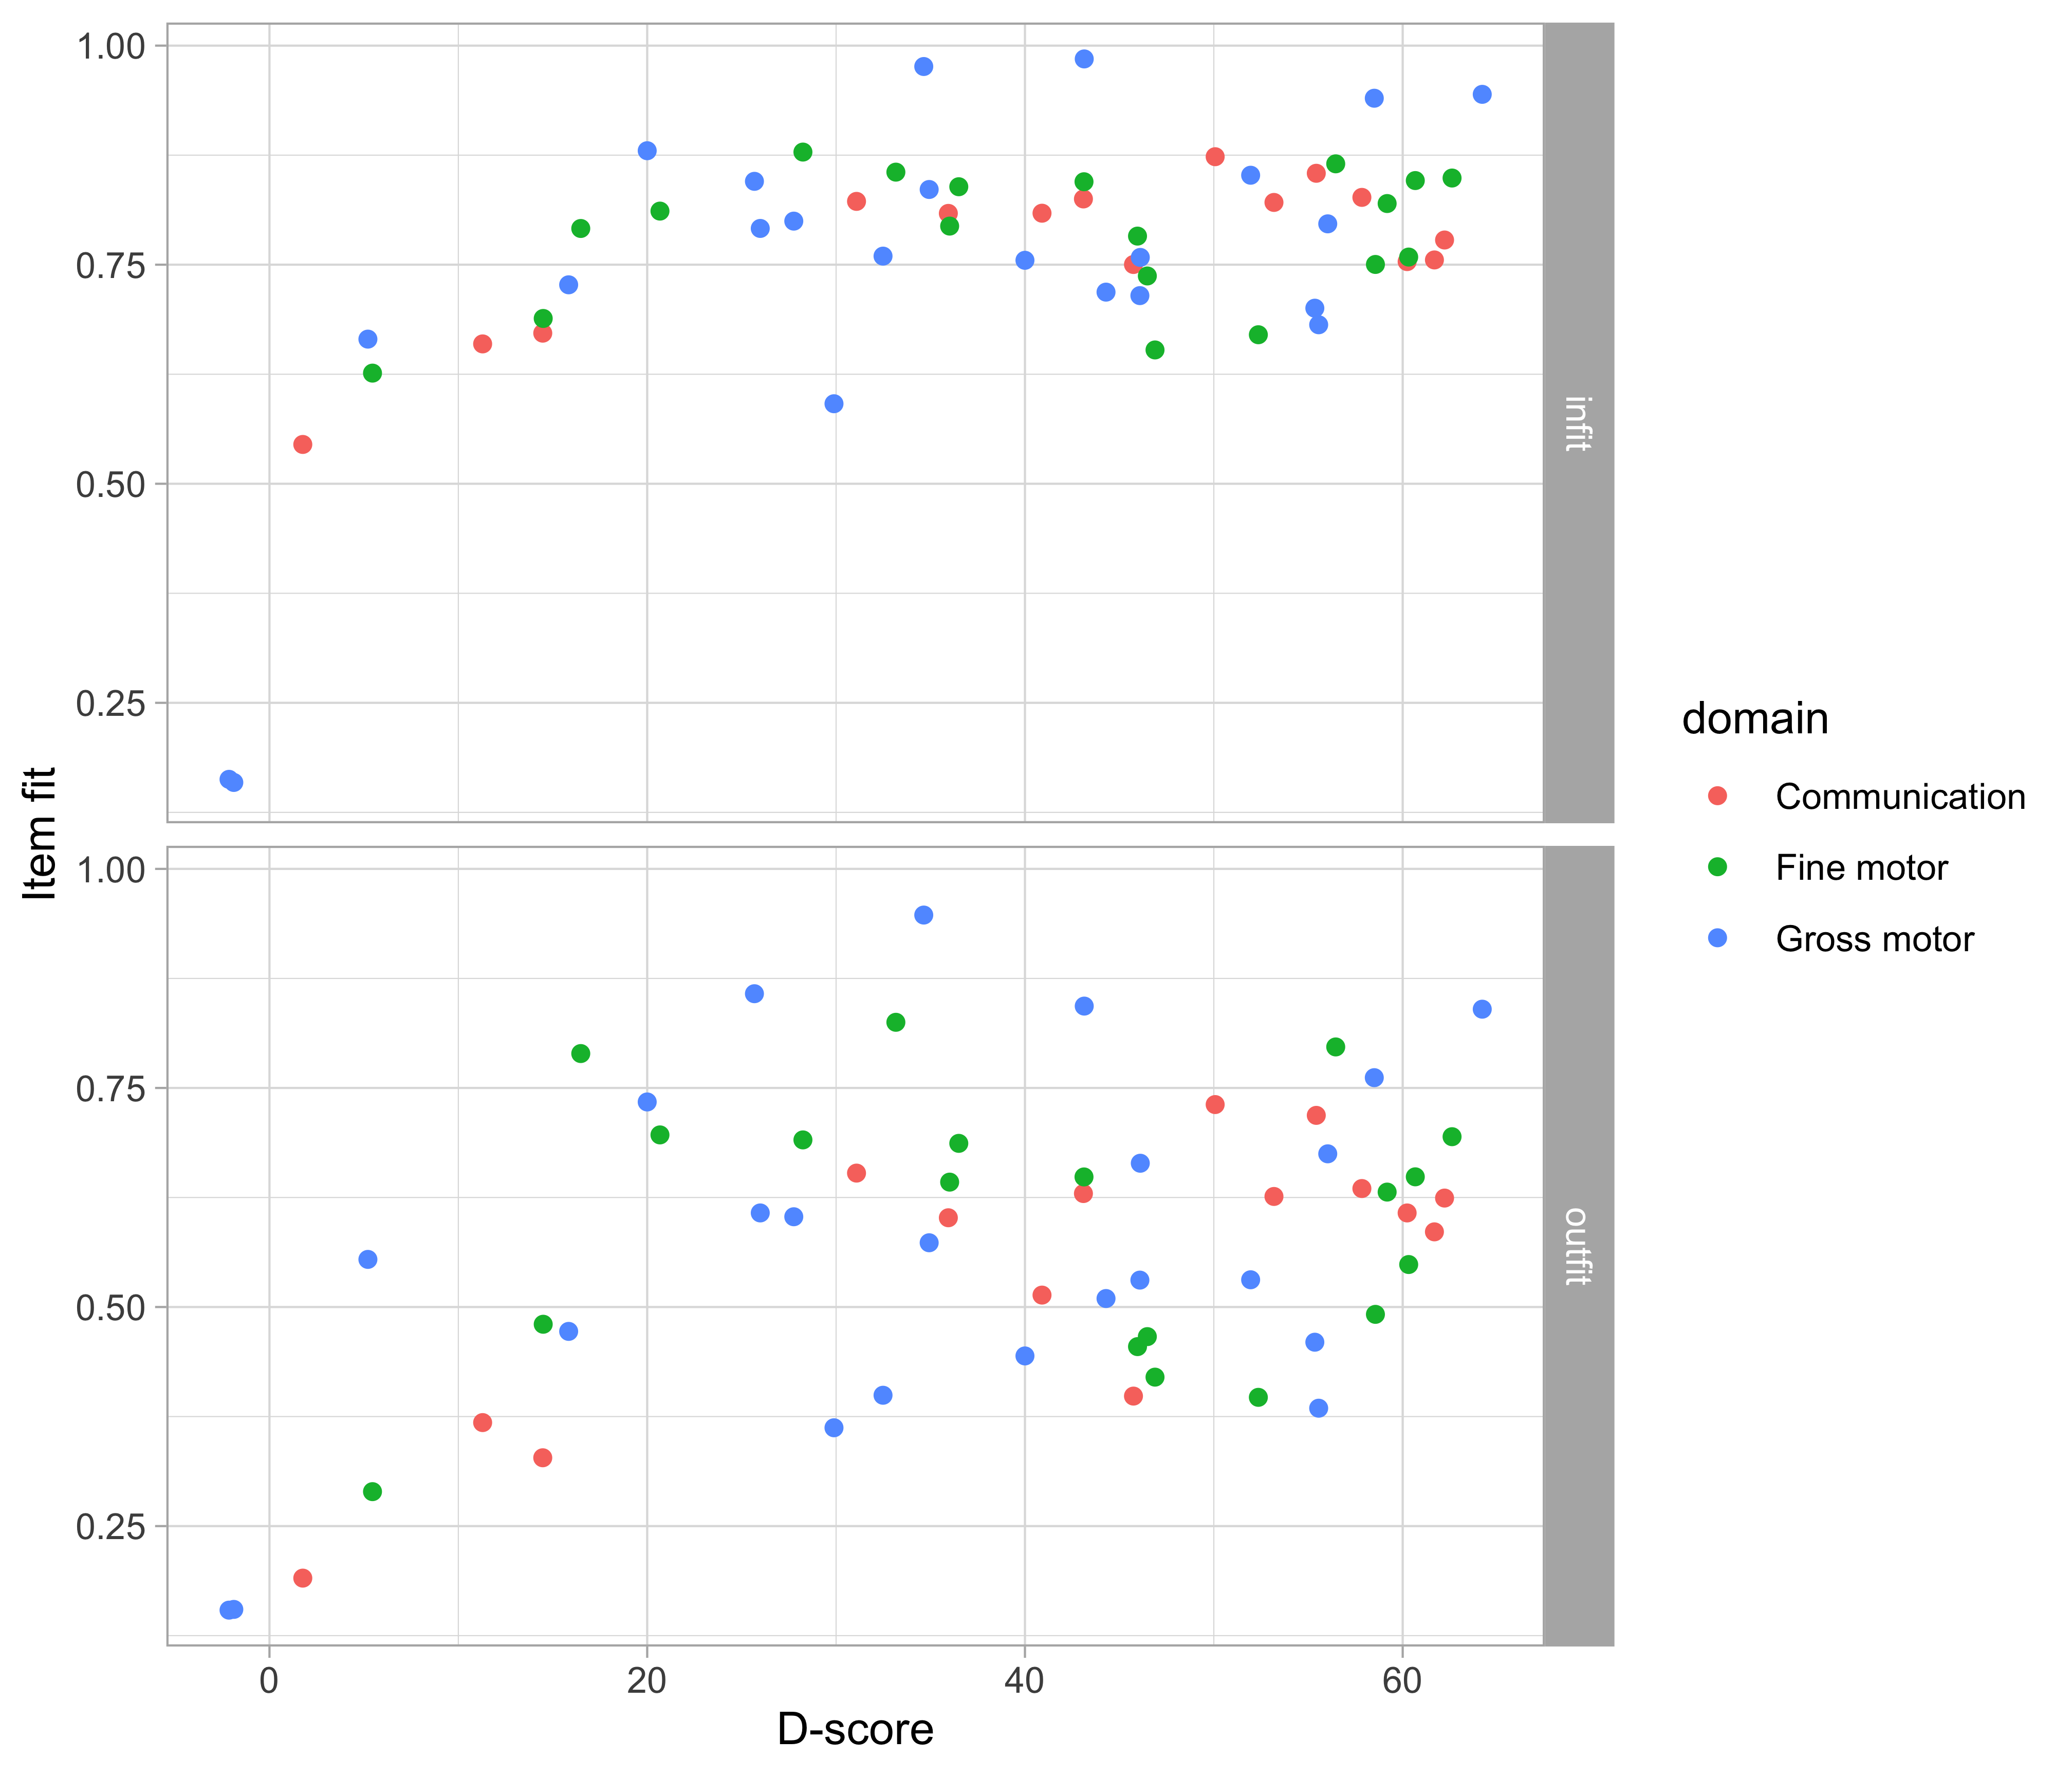 1.00
0.75
0.50
0.25
infit
1.00
0.75
0.50
0.25
outfit
0
20
40
60
D-score
Item fit
domain
Communication
Fine motor
Gross motor